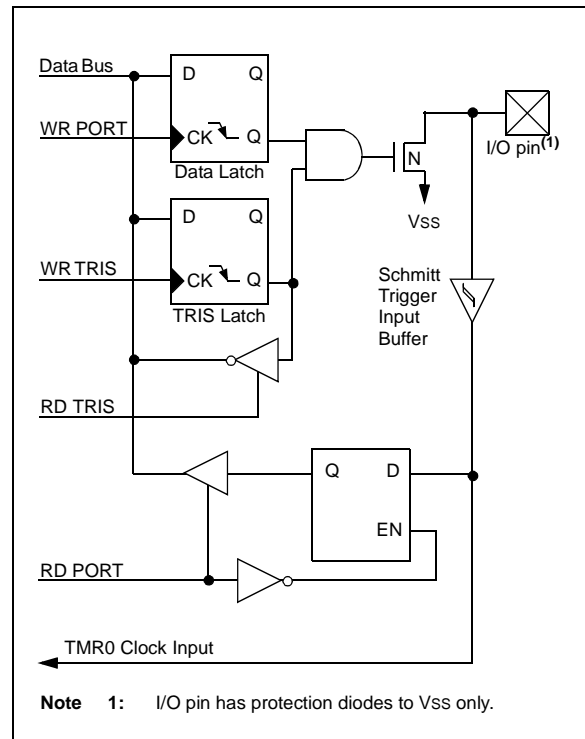 Data Bus
D Q
WR PORT
CK Q
Data Latch
N
I/O pin(1)
VSS
D Q
WR TRIS
CK Q
TRIS Latch
Schmitt
Trigger
Input
Buffer
RD TRIS
Q D
EN
RD PORT
TMR0 Clock Input
Note 1: I/O pin has protection diodes to VSS only.